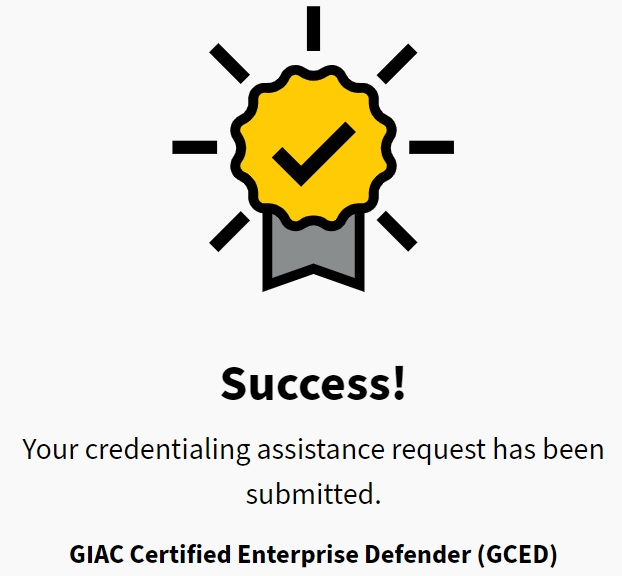 Success!
Your credentialing assistance request has been
submitted.
GIAC Certified Enterprise Defender (GCED)